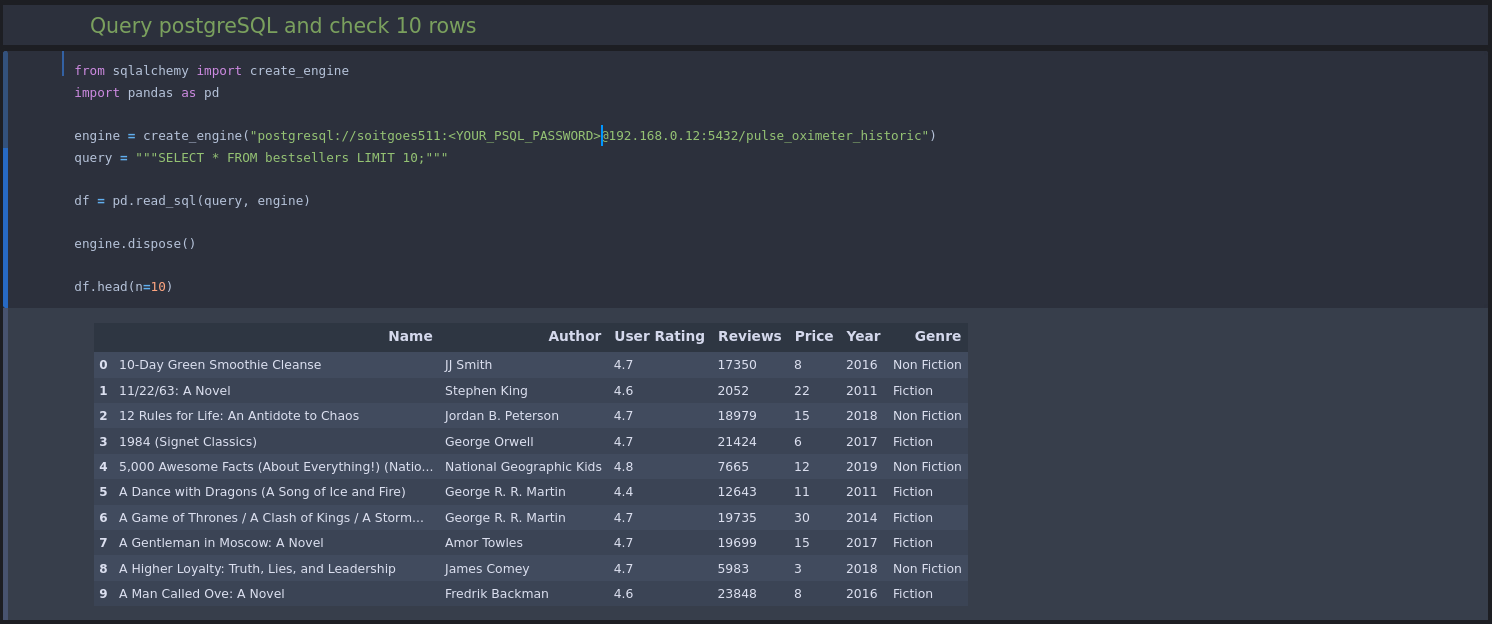 Query postgreSQL and check 10 rows
from sqlalchemy import create_engine
import pandas as pd
engine = create_engine("postgresql://soitgoes511:<YOUR_PSQL_PASSWORD>@192.168.0.12:5432/pulse_oximeter_historic")
query = """SELECT * FROM bestsellers LIMIT 10;"""
df = pd.read_sql(query, engine)
engine.dispose()
df.head(n=10)
Name Author User Rating Reviews Price Year Genre
0 10-Day Green Smoothie Cleanse JJ Smith 4.7 17350 8 2016 Non Fiction
1 11/22/63: A Novel Stephen King 4.6 2052 22 2011 Fiction
2 12 Rules for Life: An Antidote to Chaos Jordan B. Peterson 4.7 18979 15 2018 Non Fiction
3 1984 (Signet Classics) George Orwell 4.7 21424 6 2017 Fiction
4 5,000 Awesome Facts (About Everything!) (Natio... National Geographic Kids 4.8 7665 12 2019 Non Fiction
5 A Dance with Dragons (A Song of Ice and Fire) George R. R. Martin 4.4 12643 11 2011 Fiction
6 A Game of Thrones / A Clash of Kings / A Storm... George R. R. Martin 4.7 19735 30 2014 Fiction
7 A Gentleman in Moscow: A Novel Amor Towles 4.7 19699 15 2017 Fiction
8 A Higher Loyalty: Truth, Lies, and Leadership James Comey 4.7 5983 3 2018 Non Fiction
9 A Man Called Ove: A Novel Fredrik Backman 4.6 23848 8 2016 Fiction